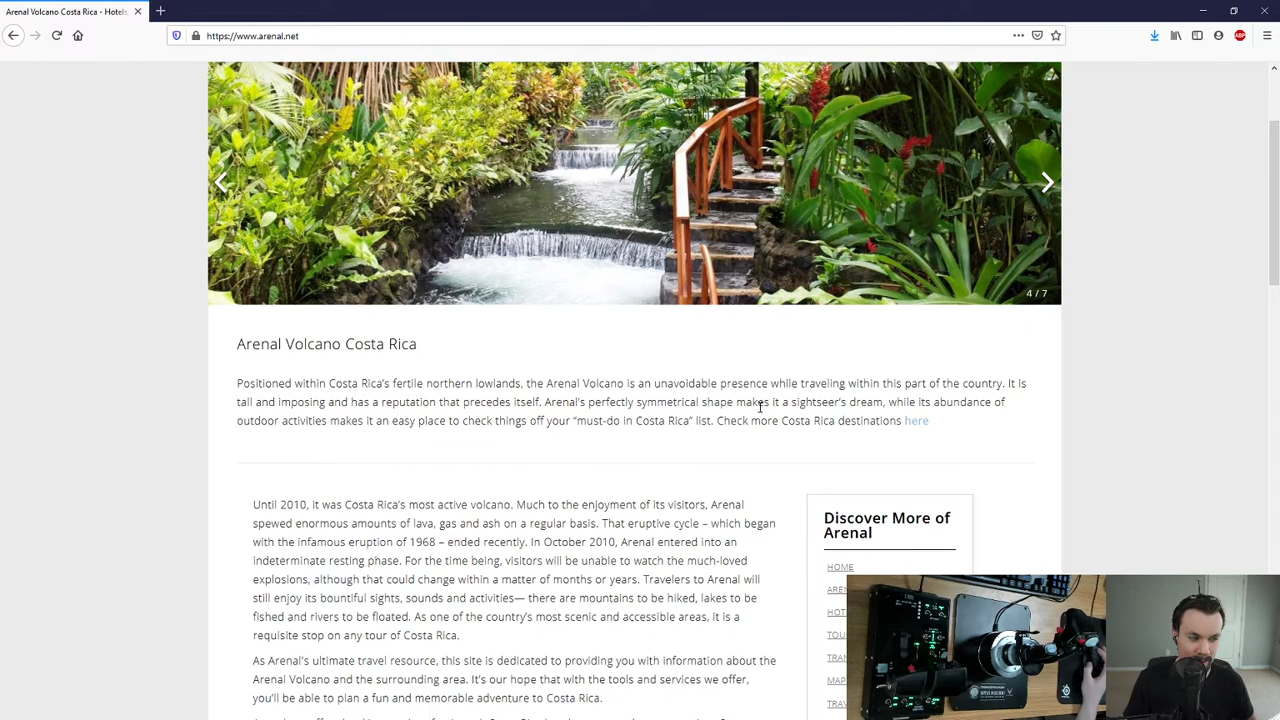 Arenal Volcano Costa Rica - Hotels,
https://www.arenal.net
ABP
4 / 7
Arenal Volcano Costa Rica
Positioned within Costa Rica's fertile northern lowlands, the Arenal Volcano is an unavoidable presence while traveling within this part of the country. It is
tall and imposing and has a reputation that precedes itself. Arenal's perfectly symmetrical shape makes it a sightseer's dream, while its abundance of
outdoor activities makes it an easy place to check things off your “must-do in Costa Rica” list. Check more Costa Rica destinations here
Until 2010, it was Costa Rica's most active volcano. Much to the enjoyment of its visitors, Arenal
spewed enormous amounts of lava, gas and ash on a regular basis. That eruptive cycle – which began
with the infamous eruption of 1968 – ended recently. In October 2010, Arenal entered into an
indeterminate resting phase. For the time being, visitors will be unable to watch the much-loved
explosions, although that could change within a matter of months or years. Travelers to Arenal will
still enjoy its bountiful sights, sounds and activities— there are mountains to be hiked, lakes to be
fished and rivers to be floated. As one of the country's most scenic and accessible areas, it is a
requisite stop on any tour of Costa Rica.
As Arenal's ultimate travel resource, this site is dedicated to providing you with information about the
Arenal Volcano and the surrounding area. It's our hope that with the tools and services we offer,
you'll be able to plan a fun and memorable adventure to Costa Rica.
Discover More of
Arenal
HOME
ARE
HOT
TOU
TRAN
MAP
TRAV